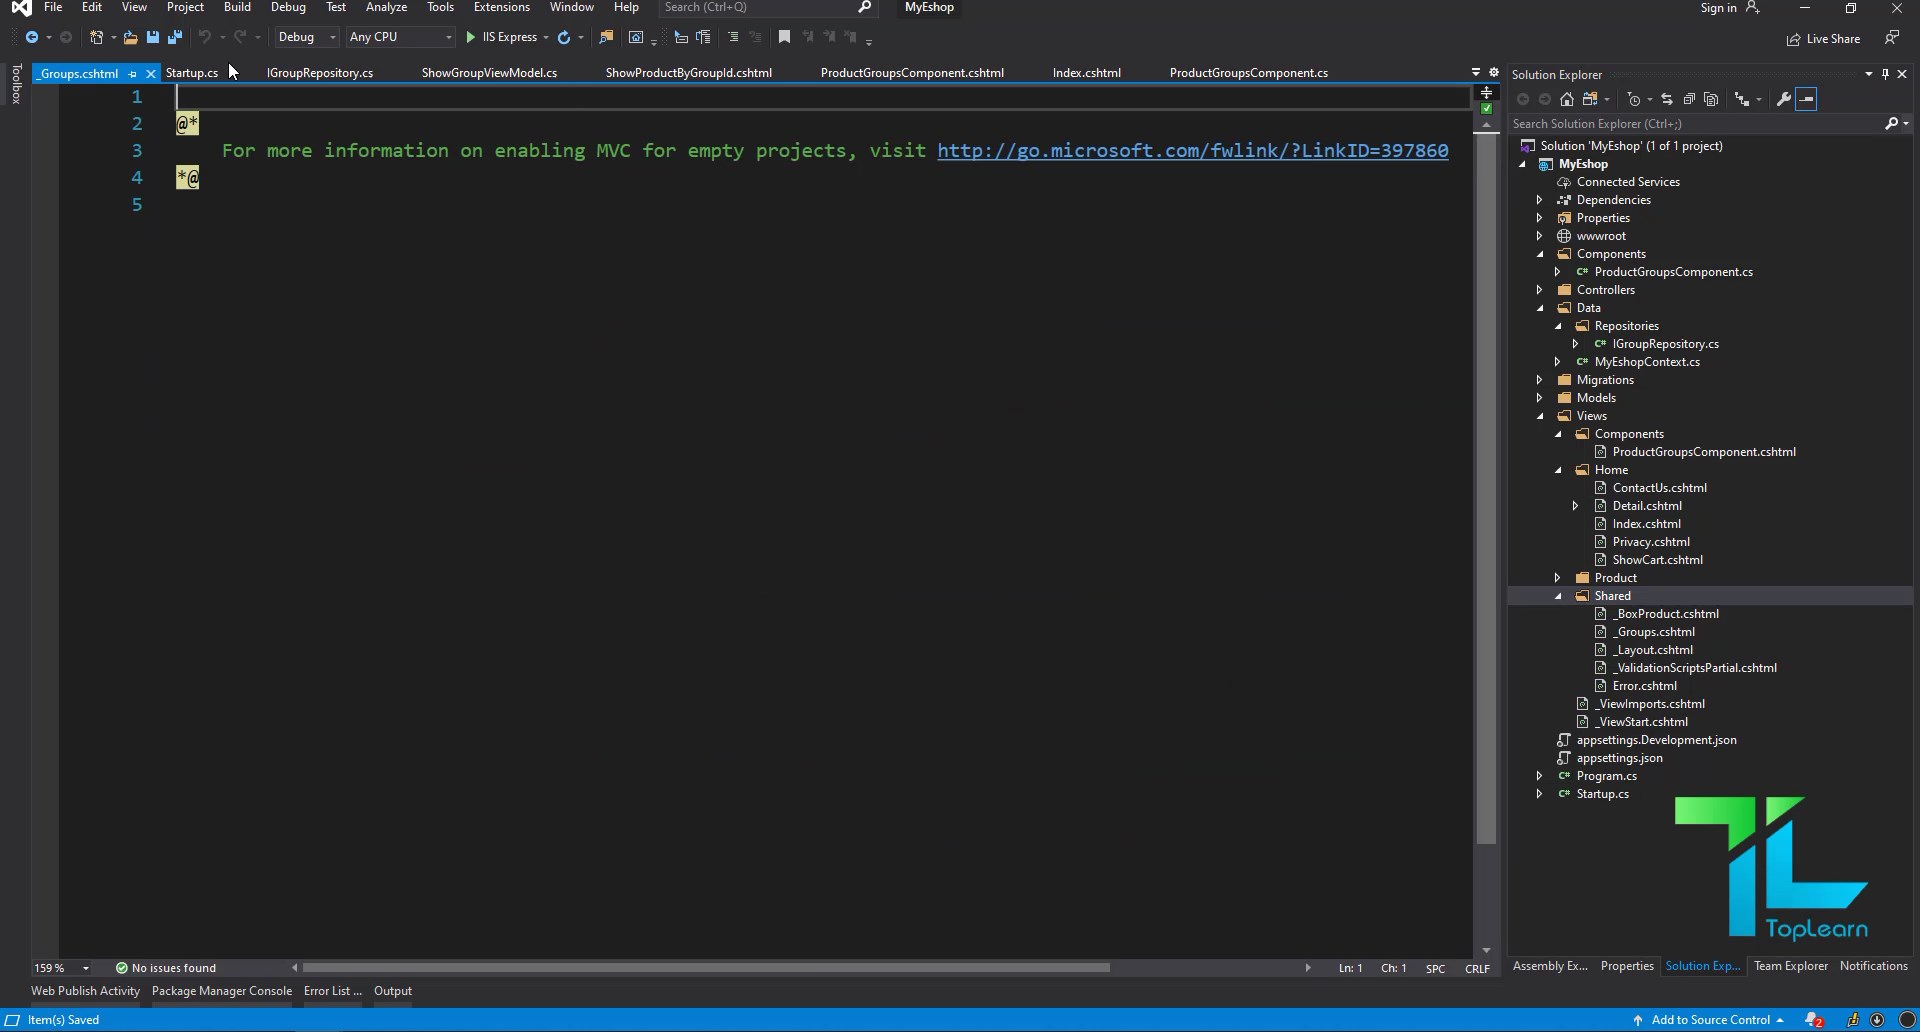 File Edit View Project Build Debug Test Analyze Tools Extensions Window Help Search (Ctrl+Q) MyEshop Sign in
Debug Any CPU IIS Express Live Share
Toolbox
_Groups.cshtml Startup.cs IGroupRepository.cs ShowGroupViewModel.cs ShowProductByGroupId.cshtml ProductGroupsComponent.cshtml Index.cshtml ProductGroupsComponent.cs
1
2 @*
3 For more information on enabling MVC for empty projects, visit http://go.microsoft.com/fwlink/?LinkID=397860
4 *@
5
Solution Explorer
Search Solution Explorer (Ctrl+;)
Solution 'MyEshop' (1 of 1 project)
MyEshop
Connected Services
Dependencies
Properties
wwwroot
Components
C# ProductGroupsComponent.cs
Controllers
Data
Repositories
C# IGroupRepository.cs
C# MyEshopContext.cs
Migrations
Models
Views
Components
ProductGroupsComponent.cshtml
Home
ContactUs.cshtml
Detail.cshtml
Index.cshtml
Privacy.cshtml
ShowCart.cshtml
Product
Shared
_BoxProduct.cshtml
_Groups.cshtml
_Layout.cshtml
_ValidationScriptsPartial.cshtml
Error.cshtml
_ViewImports.cshtml
_ViewStart.cshtml
appsettings.Development.json
appsettings.json
C# Program.cs
C# Startup.cs
TopLearn
159 % No issues found Ln: 1 Ch: 1 SPC CRLF
Assembly Ex... Properties Solution Exp... Team Explorer Notifications
Web Publish Activity Package Manager Console Error List ... Output
Item(s) Saved Add to Source Control 2